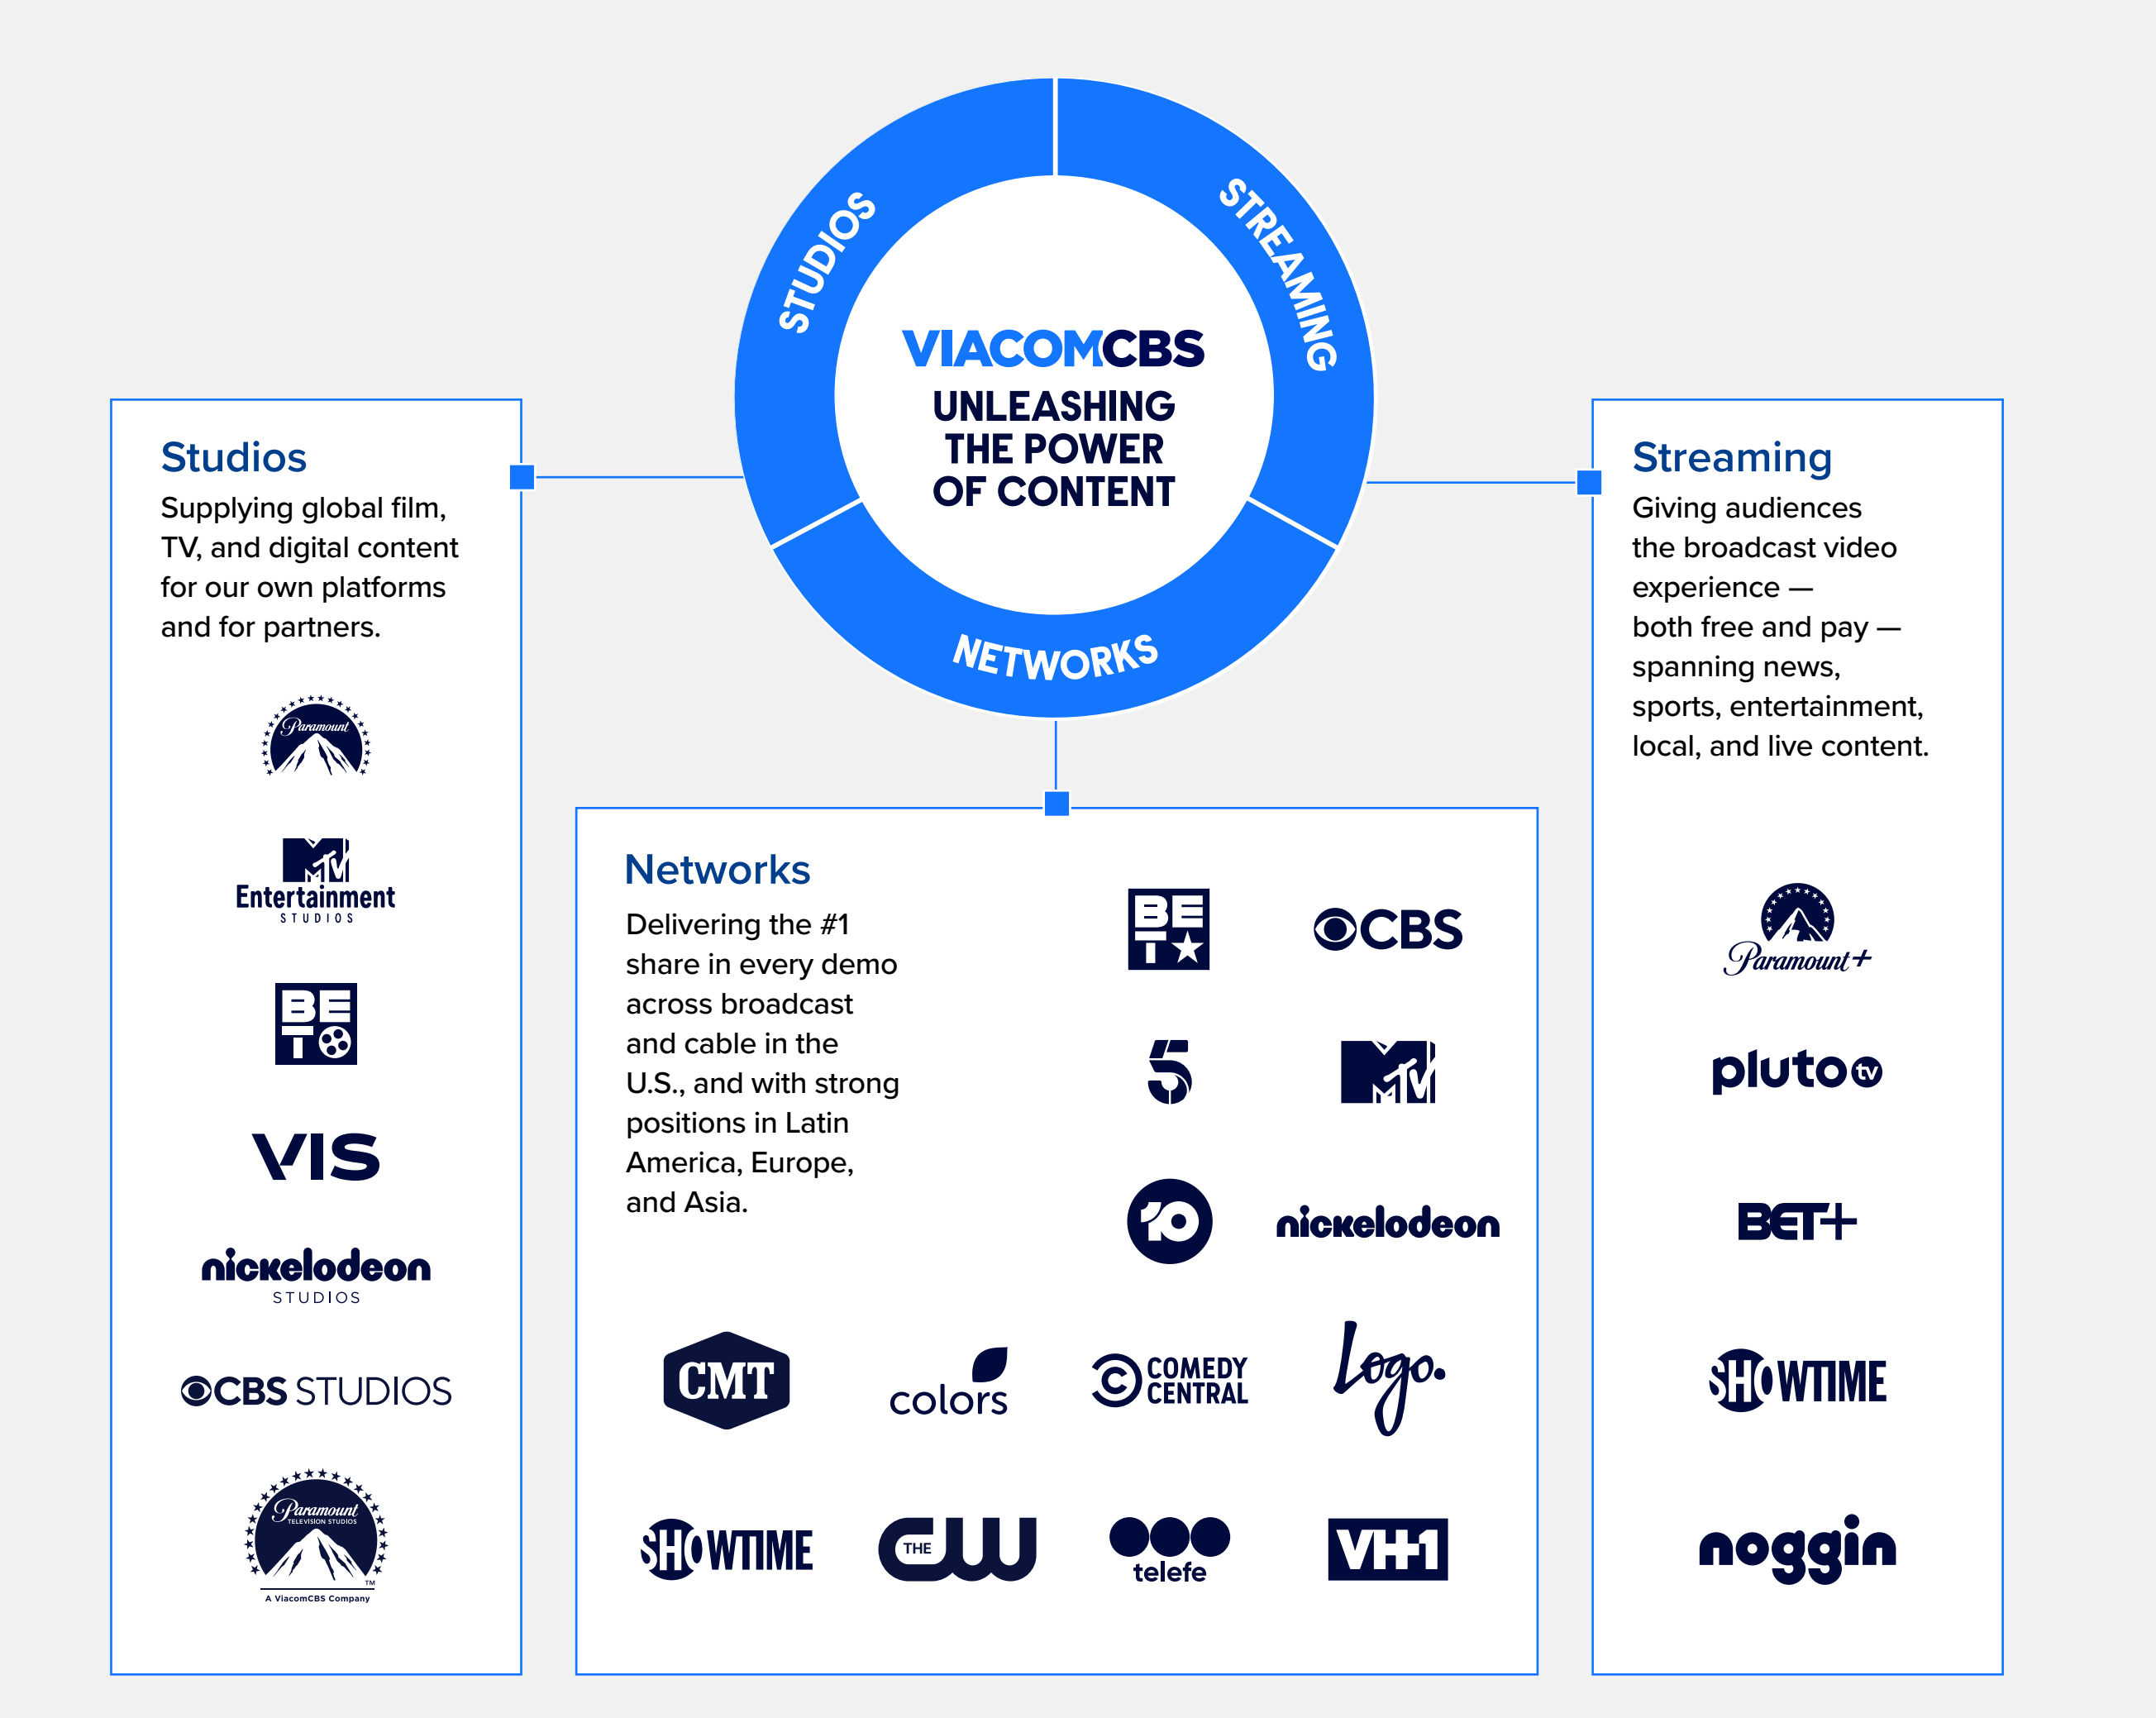 STUDIOS
STREAMING
NETWORKS
VIACOMCBS
UNLEASHING
THE POWER
OF CONTENT
Studios
Supplying global film,
TV, and digital content
for our own platforms
and for partners.
Paramount
MTV
Entertainment
STUDIOS
BE
T
VIS
nickelodeon
STUDIOS
CBS STUDIOS
Paramount
TELEVISION STUDIOS
TM
A ViacomCBS Company
Networks
Delivering the #1
share in every demo
across broadcast
and cable in the
U.S., and with strong
positions in Latin
America, Europe,
and Asia.
BE
T
CBS
5
MTV
10
nickelodeon
CMT
colors
COMEDY
CENTRAL
Logo.
SHOWTIME
THE CW
telefe
VH1
Streaming
Giving audiences
the broadcast video
experience —
both free and pay —
spanning news,
sports, entertainment,
local, and live content.
Paramount+
pluto tv
BET+
SHOWTIME
noggin